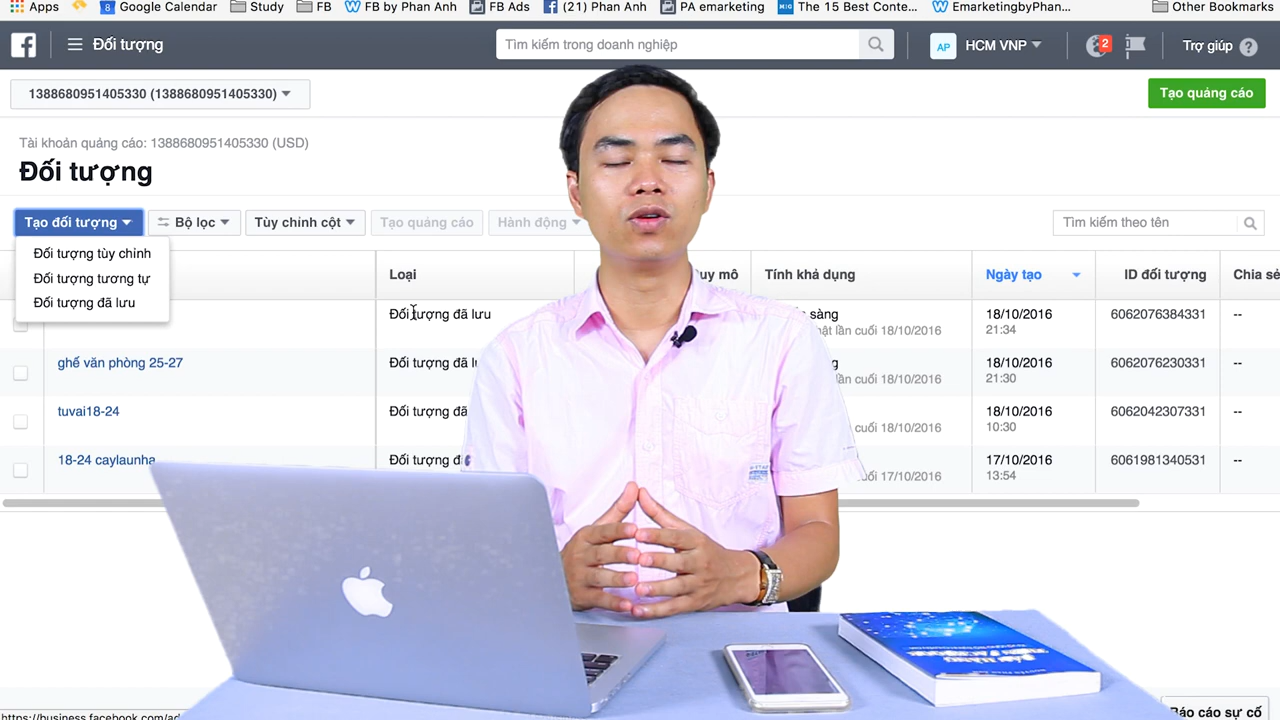 Apps
8 Google Calendar
Study
FB
FB by Phan Anh
FB Ads
(21) Phan Anh
PA emarketing
The 15 Best Conte...
EmarketingbyPhan...
Other Bookmarks
Đối tượng
Tìm kiếm trong doanh nghiệp
AP HCM VNP
2
Trợ giúp
1388680951405330 (1388680951405330)
Tạo quảng cáo
Tài khoản quảng cáo: 1388680951405330 (USD)
Đối tượng
Tạo đối tượng
Bộ lọc
Tùy chỉnh cột
Tạo quảng cáo
Hành động
Tìm kiếm theo tên
Đối tượng tùy chỉnh
Đối tượng tương tự
Đối tượng đã lưu
Loại
uy mô
Tính khả dụng
Ngày tạo
ID đối tượng
Chia sẻ
Đối tượng đã lưu
sàng
lần cuối 18/10/2016
18/10/2016
21:34
6062076384331
--
ghế văn phòng 25-27
Đối tượng đã
cuối 18/10/2016
18/10/2016
21:30
6062076230331
--
tuvai18-24
Đối tượng đã
cuối 18/10/2016
18/10/2016
10:30
6062042307331
--
18-24 caylaunha
Đối tượng
cuối 17/10/2016
17/10/2016
13:54
6061981340531
--
https://business.facebook.com/ad
Báo cáo sự cố